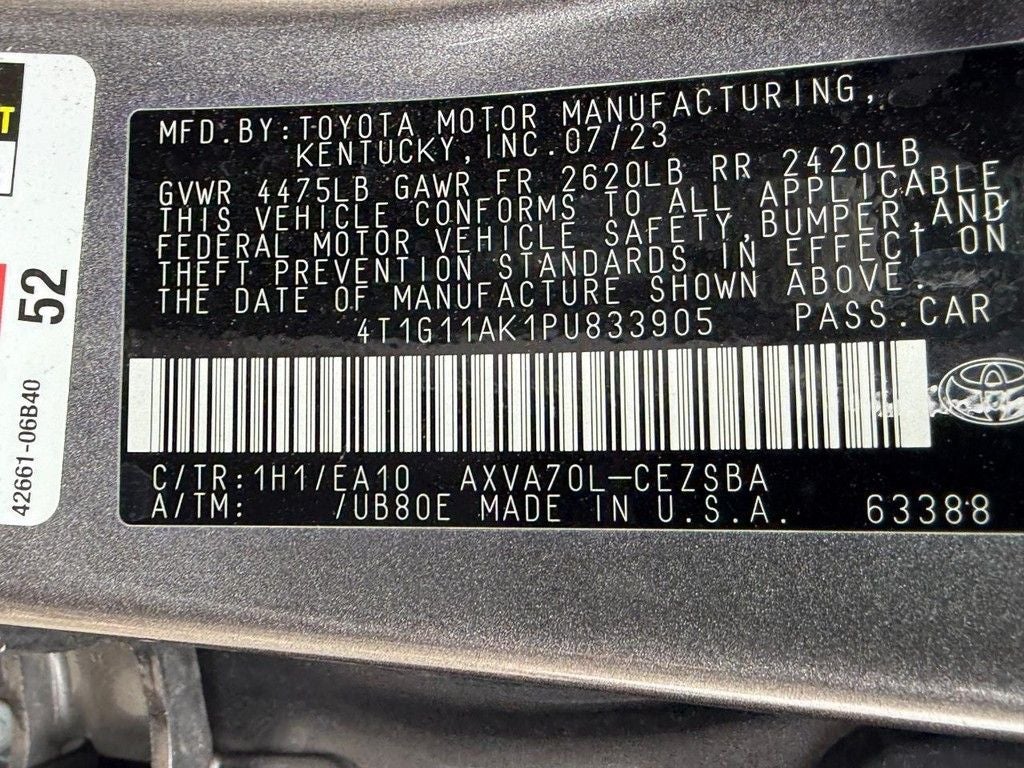 MFD.BY:TOYOTA MOTOR MANUFACTURING,
KENTUCKY,INC.07/23
GVWR 4475LB GAWR FR 2620LB RR 2420LB
THIS VEHICLE CONFORMS TO ALL APPLICABLE
FEDERAL MOTOR VEHICLE SAFETY,BUMPER,AND
THEFT PREVENTION STANDARDS IN EFFECT ON
THE DATE OF MANUFACTURE SHOWN ABOVE.
4T1G11AK1PU833905 PASS.CAR
C/TR:1H1/EA10 AXVA70L-CEZSBA
A/TM: /UB80E MADE IN U.S.A. 63388
52
42661-06B40